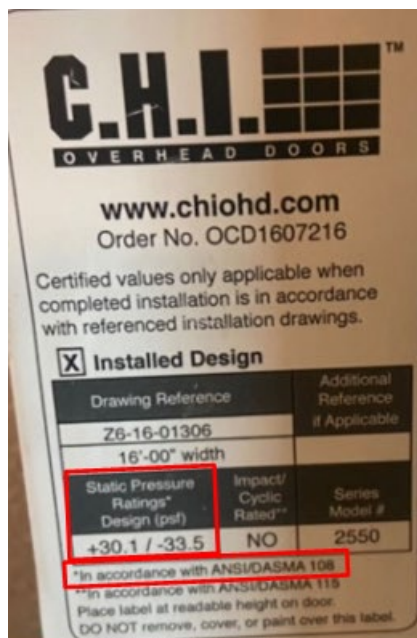 C.H.I.™
OVERHEAD DOORS
www.chiohd.com
Order No. OCD1607216
Certified values only applicable when
completed installation is in accordance
with referenced installation drawings.
X Installed Design
Drawing Reference
Additional
Reference
if Applicable
Z6-16-01306
16'-00" width
Static Pressure
Ratings*
Design (psf)
Impact/
Cyclic
Rated**
Series
Model #
+30.1 / -33.5 NO 2550
*In accordance with ANSI/DASMA 108
**In accordance with ANSI/DASMA 115
Place label at readable height on door.
DO NOT remove, cover, or paint over this label.